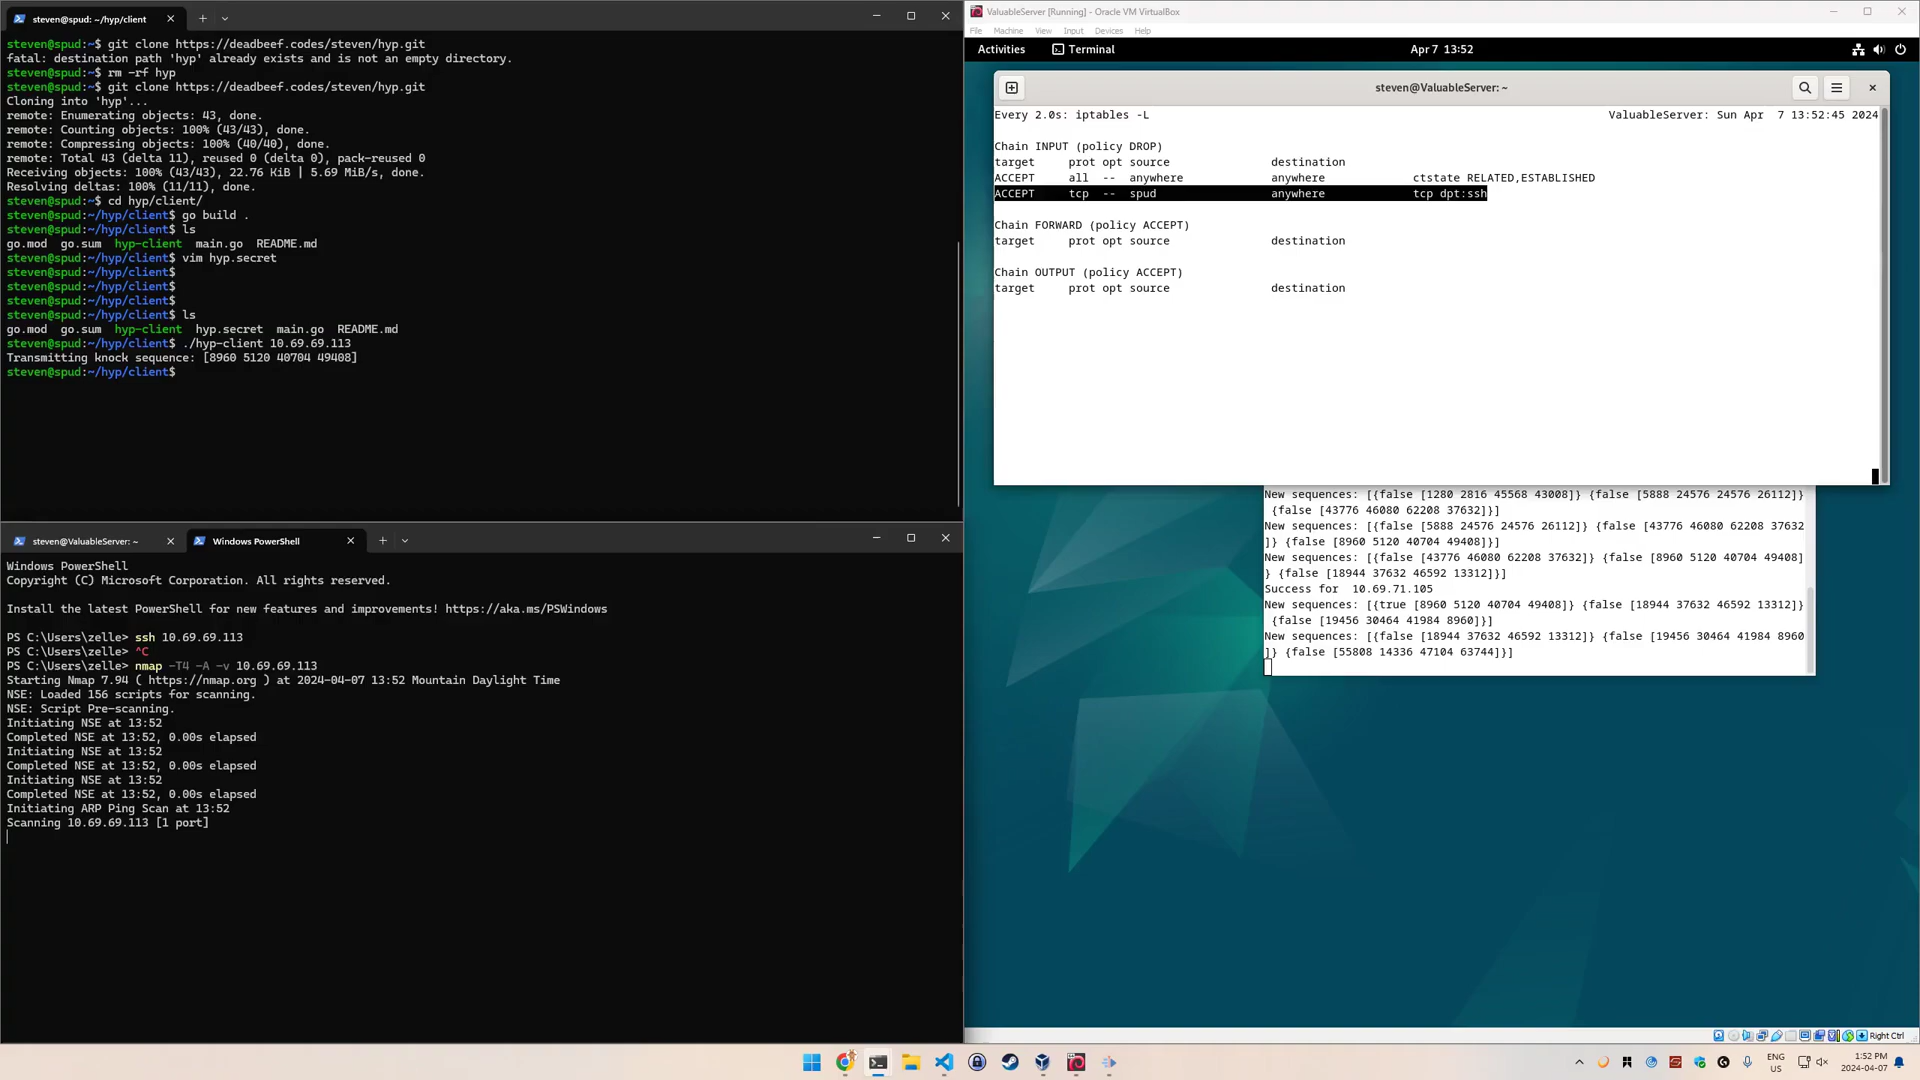 steven@spud: ~/hyp/client
steven@spud:~$ git clone https://deadbeef.codes/steven/hyp.git
fatal: destination path 'hyp' already exists and is not an empty directory.
steven@spud:~$ rm -rf hyp
steven@spud:~$ git clone https://deadbeef.codes/steven/hyp.git
Cloning into 'hyp'...
remote: Enumerating objects: 43, done.
remote: Counting objects: 100% (43/43), done.
remote: Compressing objects: 100% (40/40), done.
remote: Total 43 (delta 11), reused 0 (delta 0), pack-reused 0
Receiving objects: 100% (43/43), 22.76 KiB | 5.69 MiB/s, done.
Resolving deltas: 100% (11/11), done.
steven@spud:~$ cd hyp/client/
steven@spud:~/hyp/client$ go build .
steven@spud:~/hyp/client$ ls
go.mod  go.sum  hyp-client  main.go  README.md
steven@spud:~/hyp/client$ vim hyp.secret
steven@spud:~/hyp/client$
steven@spud:~/hyp/client$
steven@spud:~/hyp/client$
steven@spud:~/hyp/client$ ls
go.mod  go.sum  hyp-client  hyp.secret  main.go  README.md
steven@spud:~/hyp/client$ ./hyp-client 10.69.69.113
Transmitting knock sequence: [8960 5120 40704 49408]
steven@spud:~/hyp/client$
steven@ValuableServer: ~
Windows PowerShell
Windows PowerShell
Copyright (C) Microsoft Corporation. All rights reserved.
Install the latest PowerShell for new features and improvements! https://aka.ms/PSWindows
PS C:\Users\zelle> ssh 10.69.69.113
PS C:\Users\zelle> ^C
PS C:\Users\zelle> nmap -T4 -A -v 10.69.69.113
Starting Nmap 7.94 ( https://nmap.org ) at 2024-04-07 13:52 Mountain Daylight Time
NSE: Loaded 156 scripts for scanning.
NSE: Script Pre-scanning.
Initiating NSE at 13:52
Completed NSE at 13:52, 0.00s elapsed
Initiating NSE at 13:52
Completed NSE at 13:52, 0.00s elapsed
Initiating NSE at 13:52
Completed NSE at 13:52, 0.00s elapsed
Initiating ARP Ping Scan at 13:52
Scanning 10.69.69.113 [1 port]
ValuableServer [Running] - Oracle VM VirtualBox
File Machine View Input Devices Help
Activities Terminal Apr 7 13:52
steven@ValuableServer: ~
Every 2.0s: iptables -L ValuableServer: Sun Apr  7 13:52:45 2024
Chain INPUT (policy DROP)
target prot opt source destination
ACCEPT all -- anywhere anywhere ctstate RELATED,ESTABLISHED
ACCEPT tcp -- spud anywhere tcp dpt:ssh
Chain FORWARD (policy ACCEPT)
target prot opt source destination
Chain OUTPUT (policy ACCEPT)
target prot opt source destination
New sequences: [{false [1280 2816 45568 43008]} {false [5888 24576 24576 26112]}
{false [43776 46080 62208 37632]}]
New sequences: [{false [5888 24576 24576 26112]} {false [43776 46080 62208 37632
]} {false [8960 5120 40704 49408]}]
New sequences: [{false [43776 46080 62208 37632]} {false [8960 5120 40704 49408]
} {false [18944 37632 46592 13312]}]
Success for  10.69.71.105
New sequences: [{true [8960 5120 40704 49408]} {false [18944 37632 46592 13312]}
{false [19456 30464 41984 8960]}]
New sequences: [{false [18944 37632 46592 13312]} {false [19456 30464 41984 8960
]} {false [55808 14336 47104 63744]}]
Right Ctrl
ENG
US
1:52 PM
2024-04-07